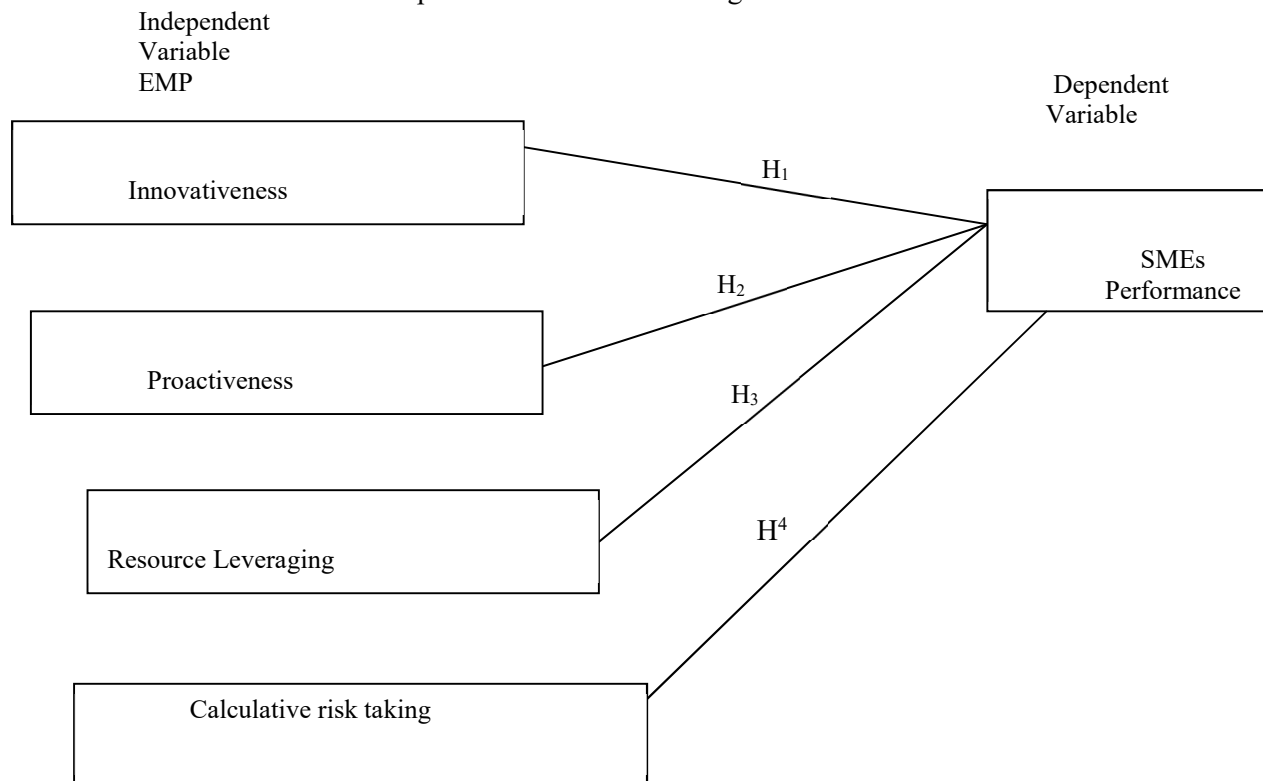 Independent
Variable
EMP
Dependent
Variable
Innovativeness
H₁
SMEs
Performance
H₂
Proactiveness
H₃
Resource Leveraging
H⁴
Calculative risk taking